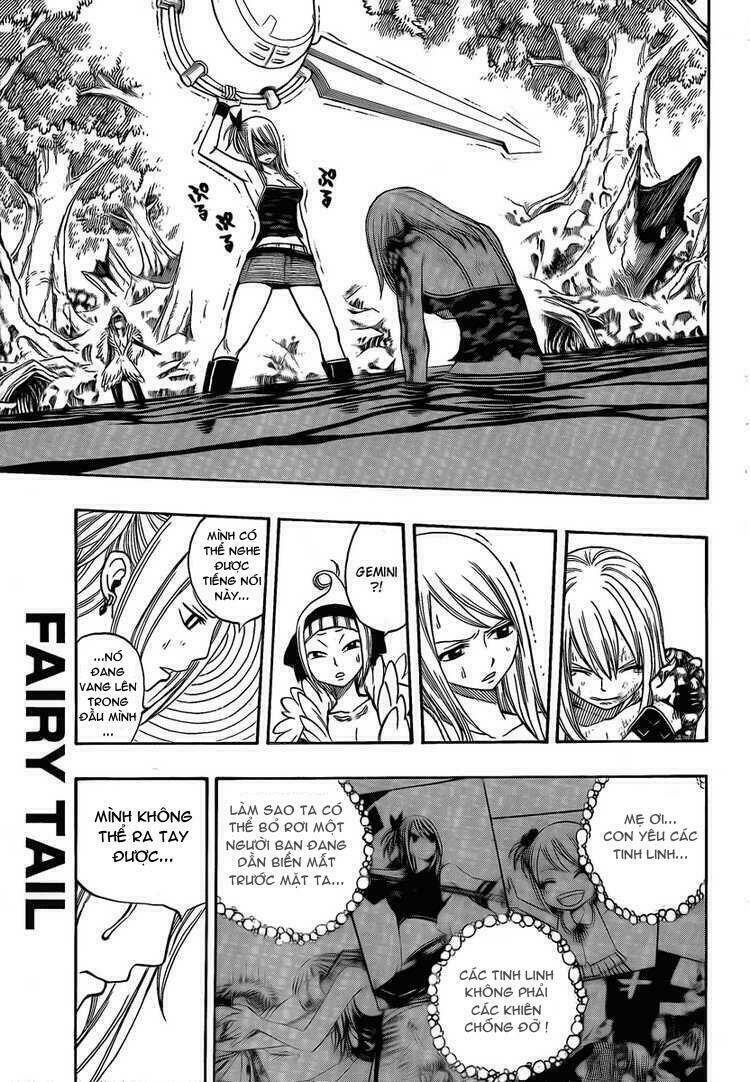 GEMINI
?!
MÌNH CÓ
THỂ NGHE
ĐƯỢC
TIẾNG NÓI
NÀY...
...NÓ
ĐANG
VANG LÊN
TRONG
ĐẦU MÌNH
...
MẸ ƠI...
CON YÊU CÁC
TINH LINH...
CÁC TINH LINH
KHÔNG PHẢI
CÁC KHIÊN
CHỐNG ĐỠ !
LÀM SAO TA CÓ
THỂ BỎ RƠI MỘT
NGƯỜI BẠN ĐANG
DẦN BIẾN MẤT
TRƯỚC MẶT TA...
MÌNH KHÔNG
THỂ RA TAY
ĐƯỢC...
FAIRY TAIL